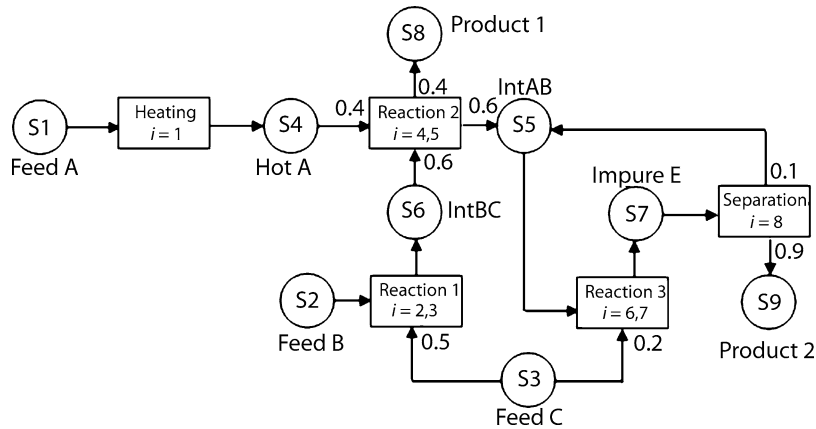 S8
Product 1
0.4
IntAB
Heating
i = 1
S1
S4
0.4
Reaction 2
i = 4,5
0.6
S5
Feed A
Hot A
0.6
Impure E
0.1
S6
IntBC
S7
Separation
i = 8
0.9
S2
Reaction 1
i = 2,3
Reaction 3
i = 6,7
S9
Feed B
0.5
0.2
Product 2
S3
Feed C